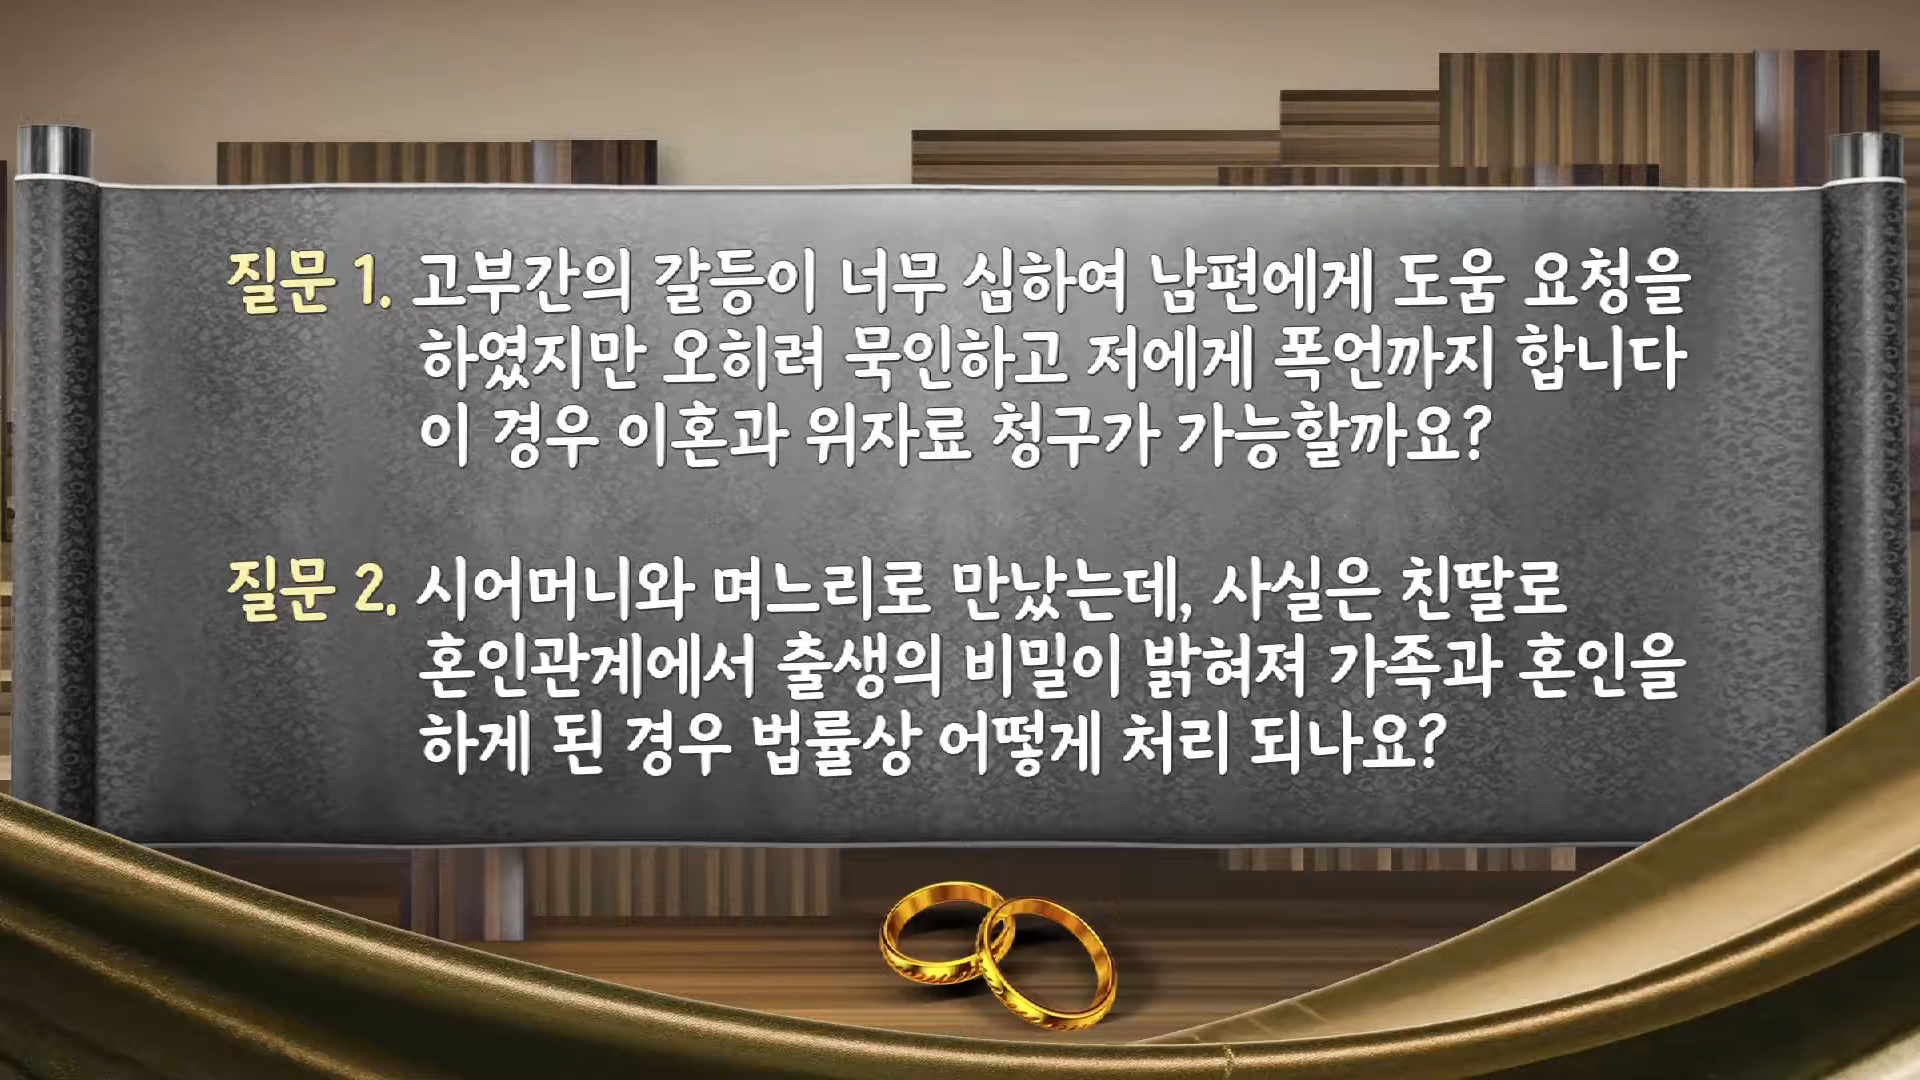 질문 1. 고부간의 갈등이 너무 심하여 남편에게 도움 요청을
하였지만 오히려 묵인하고 저에게 폭언까지 합니다
이 경우 이혼과 위자료 청구가 가능할까요?
질문 2. 시어머니와 며느리로 만났는데, 사실은 친딸로
혼인관계에서 출생의 비밀이 밝혀져 가족과 혼인을
하게 된 경우 법률상 어떻게 처리 되나요?